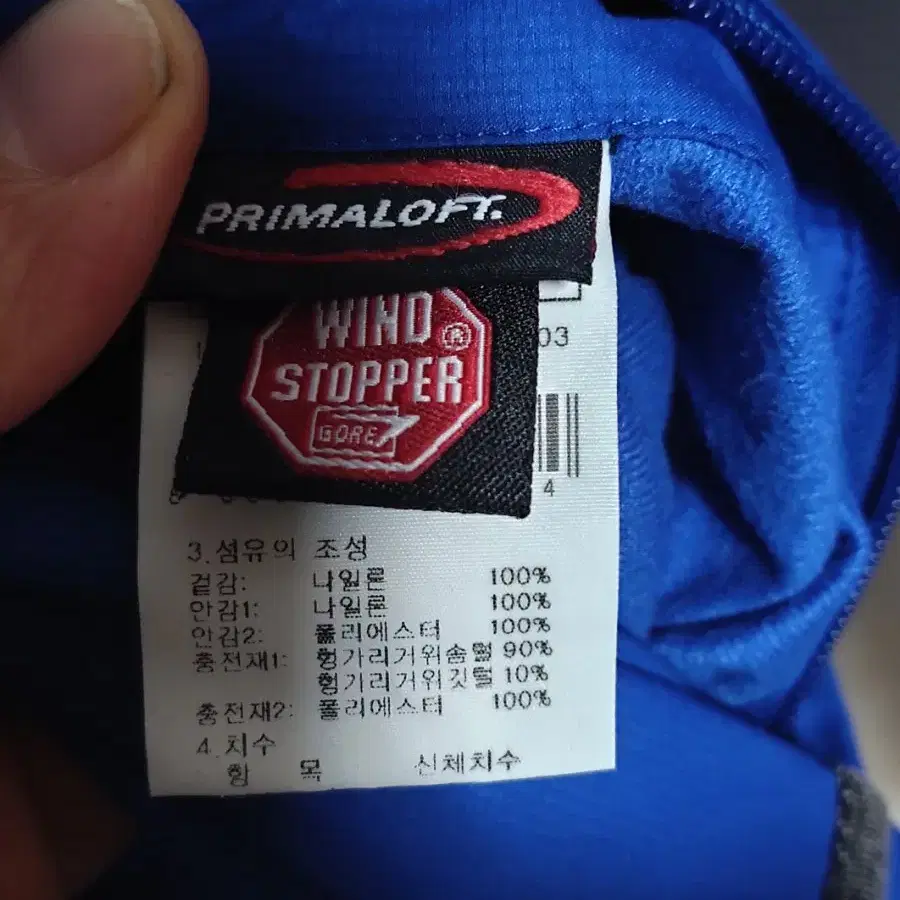 PRIMALOFT.
WIND ®
STOPPER
GORE
03
4
3.섬유의 조성
겉감: 나일론 100%
안감1: 나일론 100%
안감2: 폴리에스터 100%
충전재1: 헝가리거위솜털 90%
헝가리거위깃털 10%
충전재2: 폴리에스터 100%
4.치수
항 목 신체치수